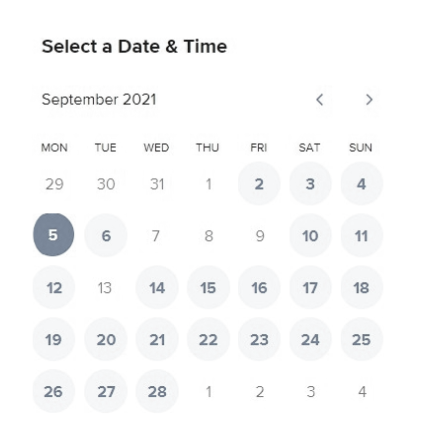 Select a Date & Time
September 2021
MON TUE WED THU FRI SAT SUN
29 30 31 1 2 3 4
5 6 7 8 9 10 11
12 13 14 15 16 17 18
19 20 21 22 23 24 25
26 27 28 1 2 3 4